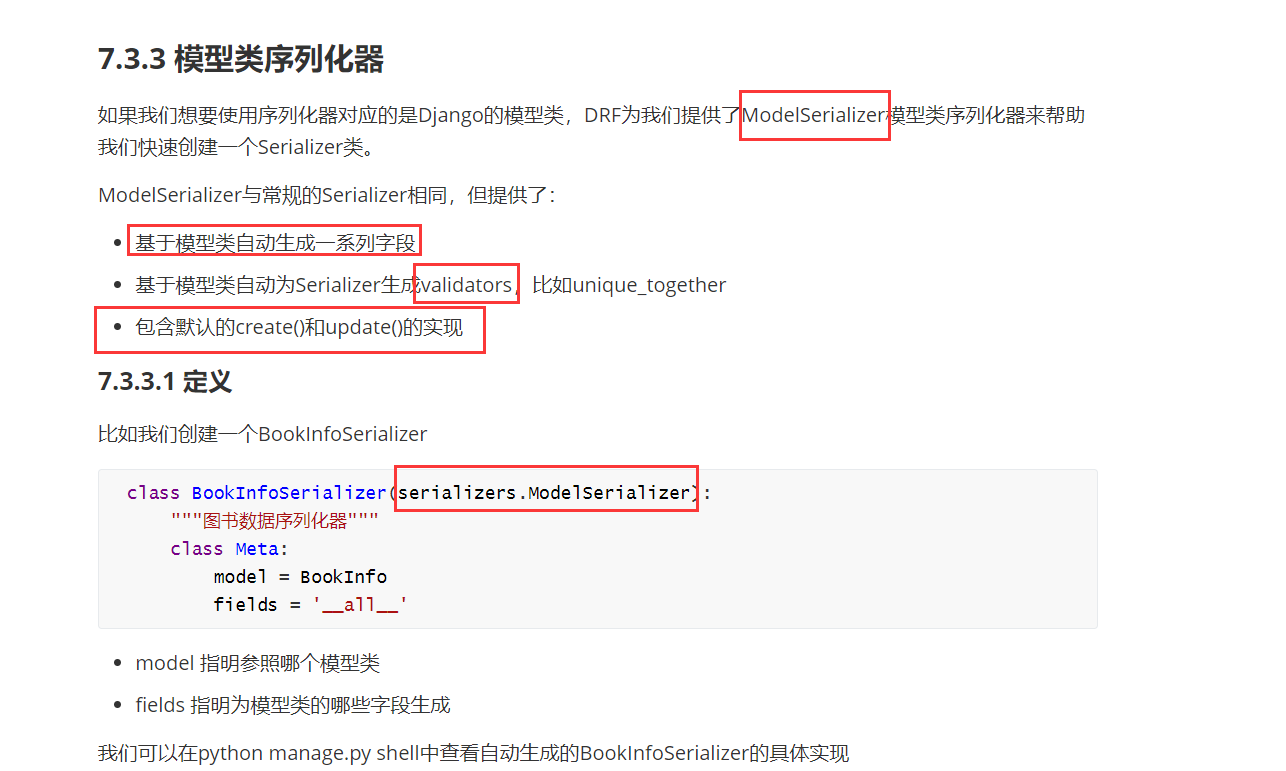 7.3.3 模型类序列化器
如果我们想要使用序列化器对应的是Django的模型类，DRF为我们提供了ModelSerializer模型类序列化器来帮助
我们快速创建一个Serializer类。
ModelSerializer与常规的Serializer相同，但提供了：
• 基于模型类自动生成一系列字段
• 基于模型类自动为Serializer生成validators，比如unique_together
• 包含默认的create()和update()的实现
7.3.3.1 定义
比如我们创建一个BookInfoSerializer
class BookInfoSerializer(serializers.ModelSerializer):
    """图书数据序列化器"""
    class Meta:
        model = BookInfo
        fields = '__all__'
• model 指明参照哪个模型类
• fields 指明为模型类的哪些字段生成
我们可以在python manage.py shell中查看自动生成的BookInfoSerializer的具体实现